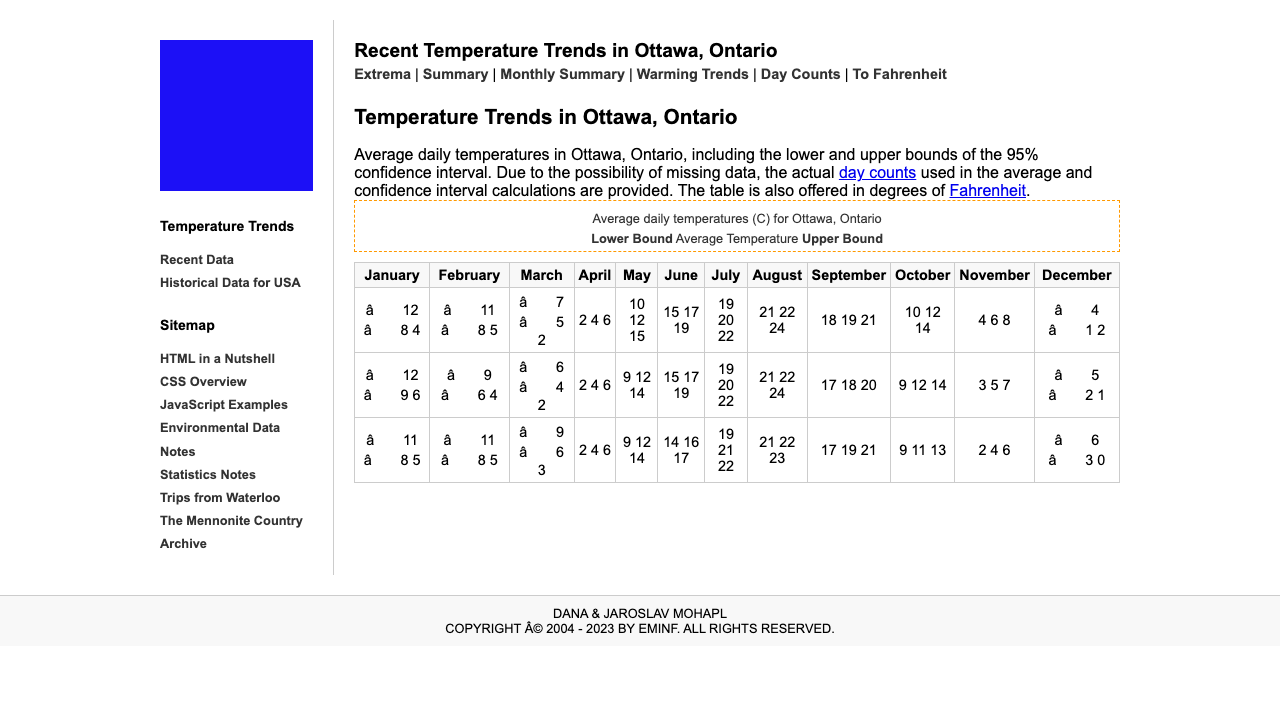 Temperature Trends
Recent Data
Historical Data for USA
Sitemap
HTML in a Nutshell
CSS Overview
JavaScript Examples
Environmental Data
Notes
Statistics Notes
Trips from Waterloo
The Mennonite Country
Archive
Recent Temperature Trends in Ottawa, Ontario
Extrema | Summary | Monthly Summary | Warming Trends | Day Counts | To Fahrenheit
Temperature Trends in Ottawa, Ontario
Average daily temperatures in Ottawa, Ontario, including the lower and upper bounds of the 95%
confidence interval. Due to the possibility of missing data, the actual day counts used in the average and
confidence interval calculations are provided. The table is also offered in degrees of Fahrenheit.
Average daily temperatures (C) for Ottawa, Ontario
Lower Bound Average Temperature Upper Bound
January February March April May June July August September October November December
â 12
â 8 4
â 11
â 8 5
â 7
â 5
2
2 4 6
10
12
15
15 17
19
19
20
22
21 22
24
18 19 21
10 12
14
4 6 8
â 4
â 1 2
â 12
â 9 6
â 9
â 6 4
â 6
â 4
2
2 4 6
9 12
14
15 17
19
19
20
22
21 22
24
17 18 20
9 12 14
3 5 7
â 5
â 2 1
â 11
â 8 5
â 11
â 8 5
â 9
â 6
3
2 4 6
9 12
14
14 16
17
19
21
22
21 22
23
17 19 21
9 11 13
2 4 6
â 6
â 3 0
DANA & JAROSLAV MOHAPL
COPYRIGHT Â© 2004 - 2023 BY EMINF. ALL RIGHTS RESERVED.